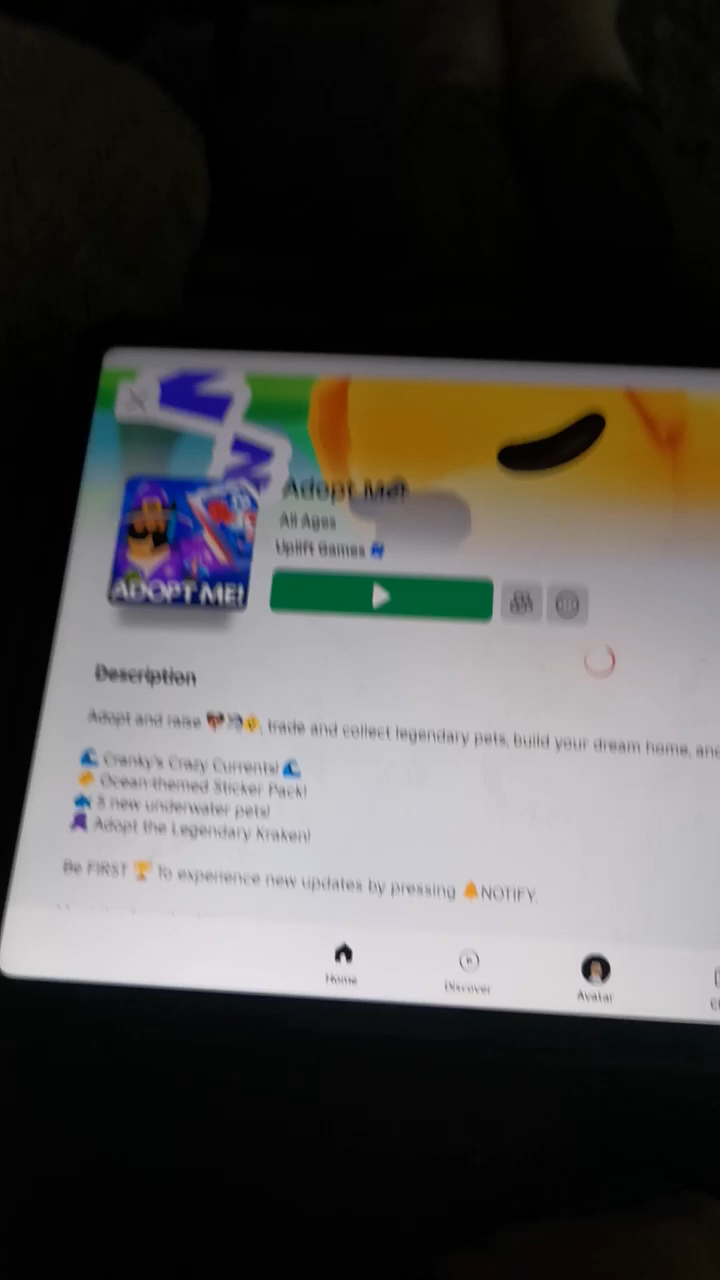 Adopt Me!
All Ages
Uplift Games
ADOPT ME!
Description
Adopt and raise ❤️🎲🐥, trade and collect legendary pets, build your dream home, and
🌊 Cranky's Crazy Currents! 🌊
Ocean-themed Sticker Pack!
🐟 5 new underwater pets!
Adopt the Legendary Kraken!
Be FIRST 🏆 To experience new updates by pressing 🔔NOTIFY.
Home
Discover
Avatar